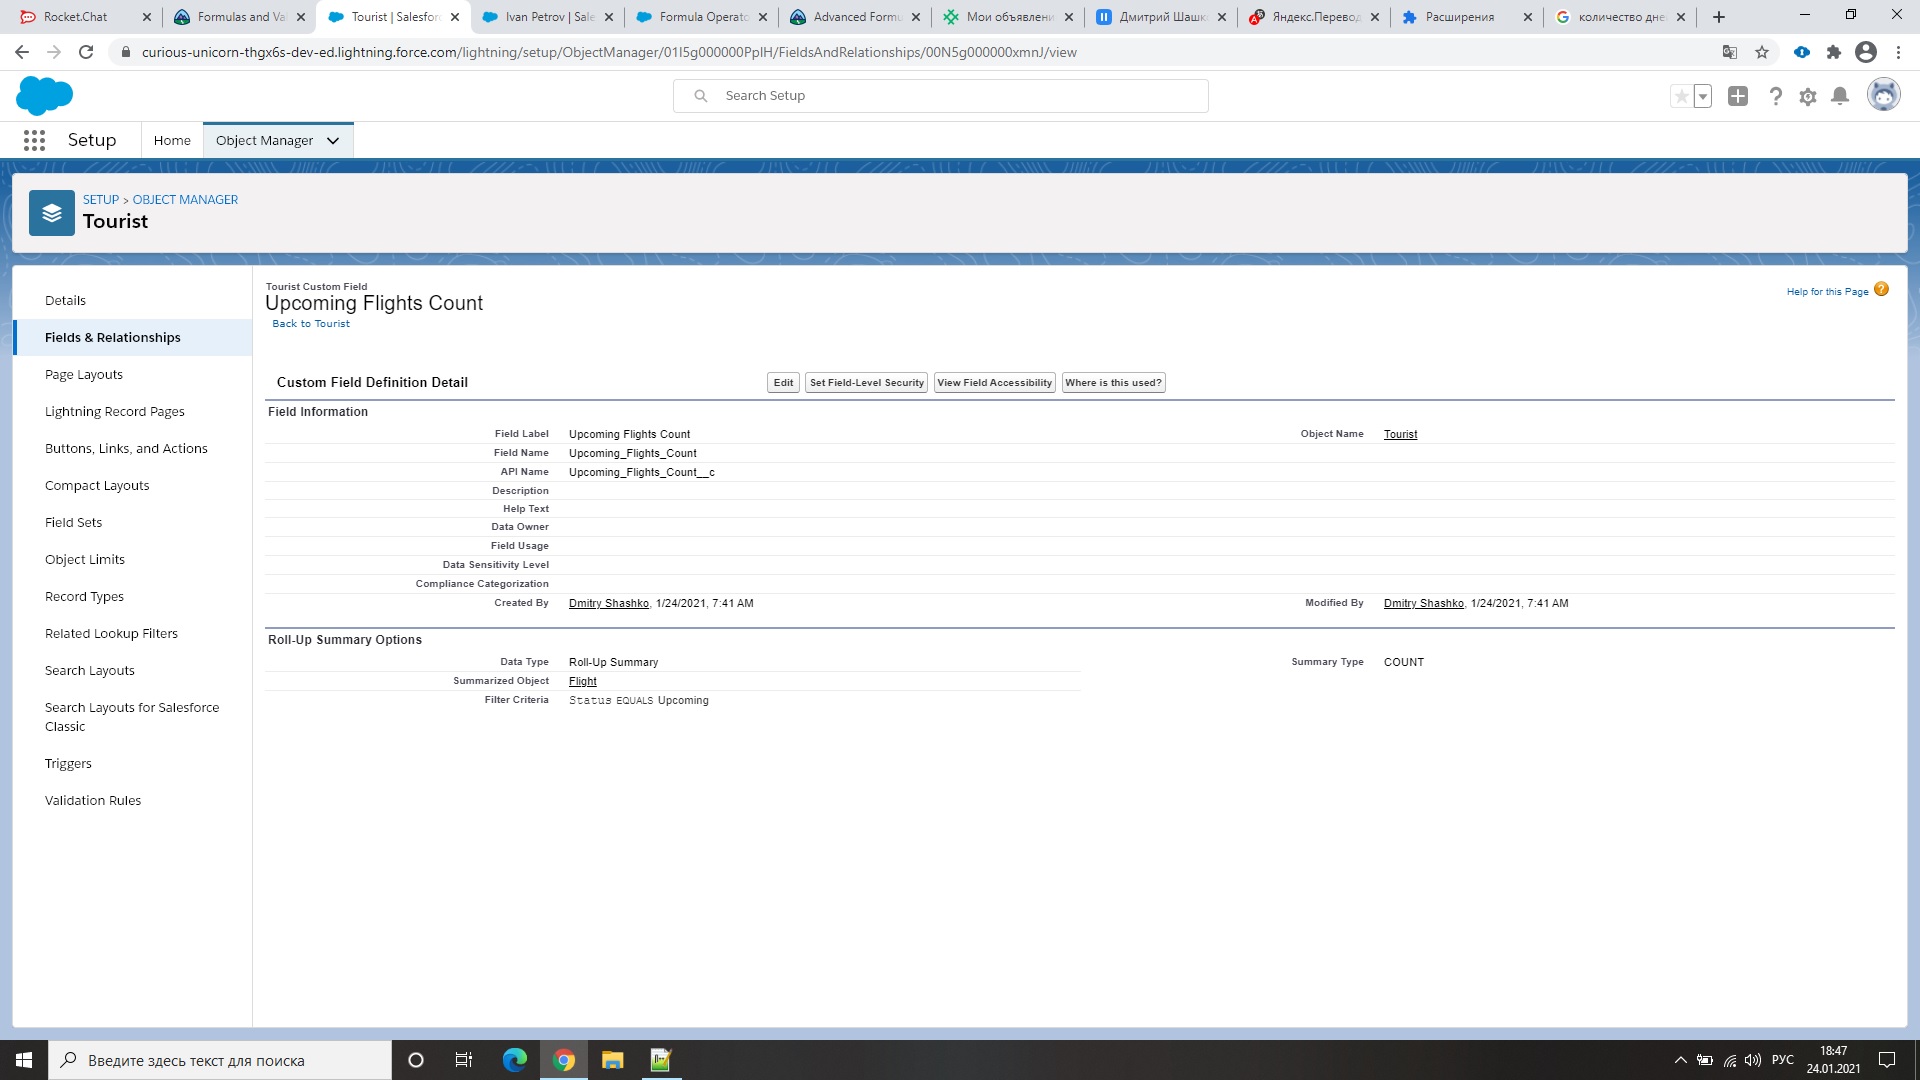 Rocket.Chat
Formulas and Va
Tourist | Salesforc
Ivan Petrov | Sale
Formula Operato
Advanced Formu
Мои объявлени
Дмитрий Шашк
Яндекс.Перевод
Расширения
количество дне
curious-unicorn-thgx6s-dev-ed.lightning.force.com/lightning/setup/ObjectManager/01I5g000000PpIH/FieldsAndRelationships/00N5g000000xmnJ/view
Search Setup
Setup
Home
Object Manager
SETUP > OBJECT MANAGER
Tourist
Details
Fields & Relationships
Page Layouts
Lightning Record Pages
Buttons, Links, and Actions
Compact Layouts
Field Sets
Object Limits
Record Types
Related Lookup Filters
Search Layouts
Search Layouts for Salesforce
Classic
Triggers
Validation Rules
Tourist Custom Field
Upcoming Flights Count
Back to Tourist
Help for this Page
Custom Field Definition Detail
Edit
Set Field-Level Security
View Field Accessibility
Where is this used?
Field Information
Field Label Upcoming Flights Count Object Name Tourist
Field Name Upcoming_Flights_Count
API Name Upcoming_Flights_Count__c
Description
Help Text
Data Owner
Field Usage
Data Sensitivity Level
Compliance Categorization
Created By Dmitry Shashko, 1/24/2021, 7:41 AM Modified By Dmitry Shashko, 1/24/2021, 7:41 AM
Roll-Up Summary Options
Data Type Roll-Up Summary Summary Type COUNT
Summarized Object Flight
Filter Criteria Status EQUALS Upcoming
Введите здесь текст для поиска
РУС
18:47
24.01.2021